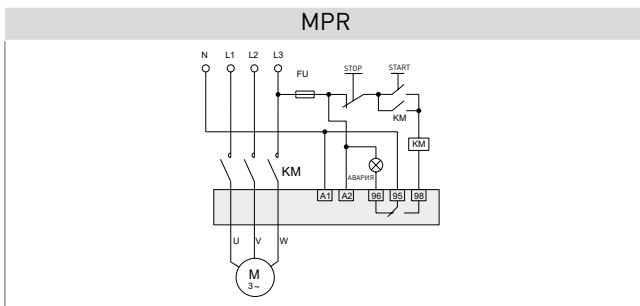 MPR
N L1 L2 L3
FU
STOP
START
KM
KM
KM
АВАРИЯ
A1 A2 96 95 98
U V W
M
3~